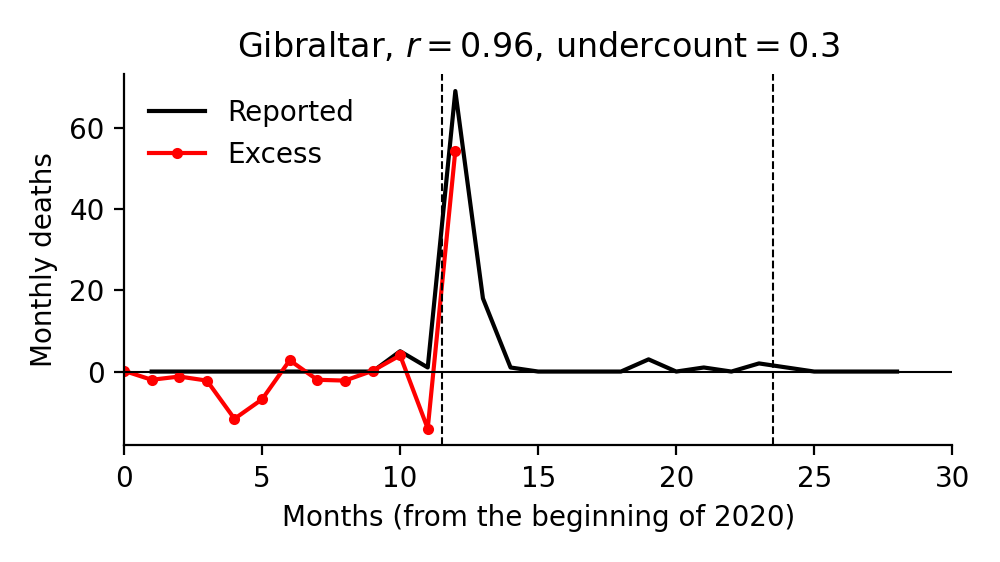 Gibraltar, r = 0.96, undercount = 0.3
Reported
Excess
Monthly deaths
60
40
20
0
0 5 10 15 20 25 30
Months (from the beginning of 2020)